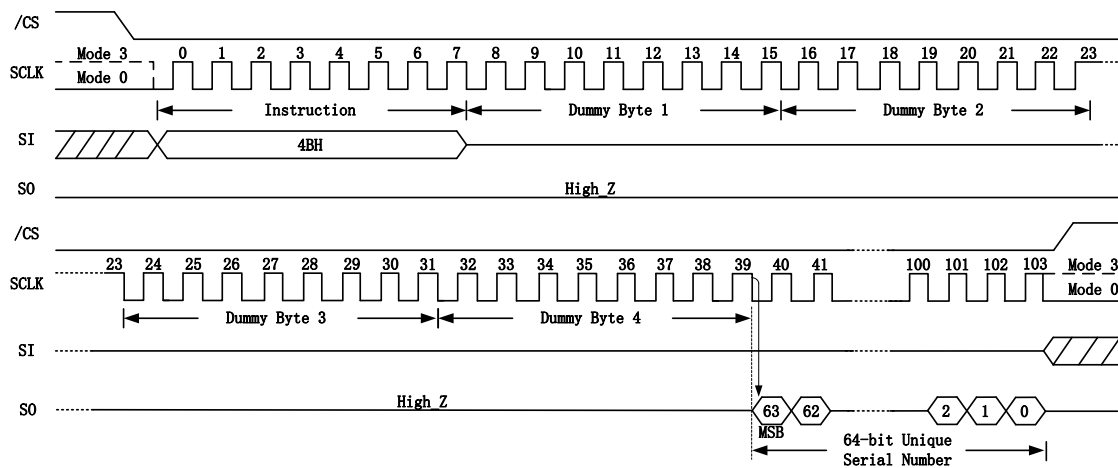 /CS
Mode 3 0 1 2 3 4 5 6 7 8 9 10 11 12 13 14 15 16 17 18 19 20 21 22 23
SCLK Mode 0
Instruction Dummy Byte 1 Dummy Byte 2
SI 4BH
SO High_Z
/CS
23 24 25 26 27 28 29 30 31 32 33 34 35 36 37 38 39 40 41 100 101 102 103 Mode 3
SCLK Mode 0
Dummy Byte 3 Dummy Byte 4
SI
High_Z
SO 63 62 2 1 0
MSB 64-bit Unique
Serial Number